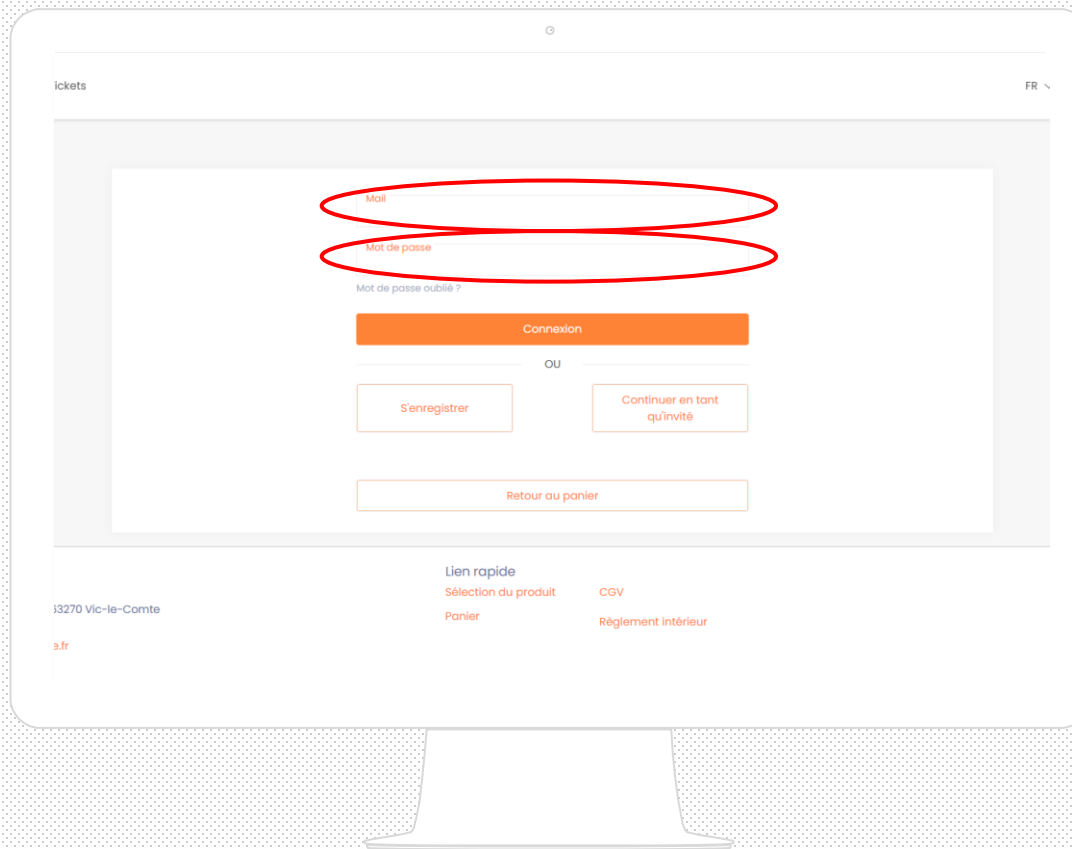 ickets
FR
Mail
Mot de passe
Mot de passe oublié ?
Connexion
OU
S'enregistrer
Continuer en tant
qu'invité
Retour au panier
Lien rapide
Sélection du produit
CGV
63270 Vic-le-Comte
Panier
Règlement intérieur
e.fr